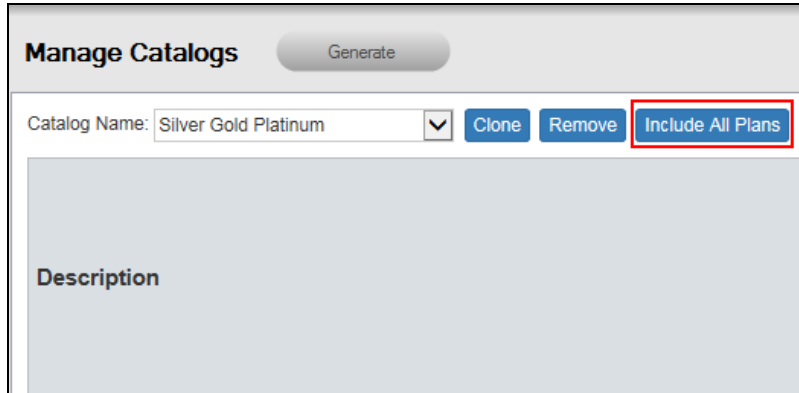 Manage Catalogs Generate
Catalog Name: Silver Gold Platinum Clone Remove Include All Plans
Description